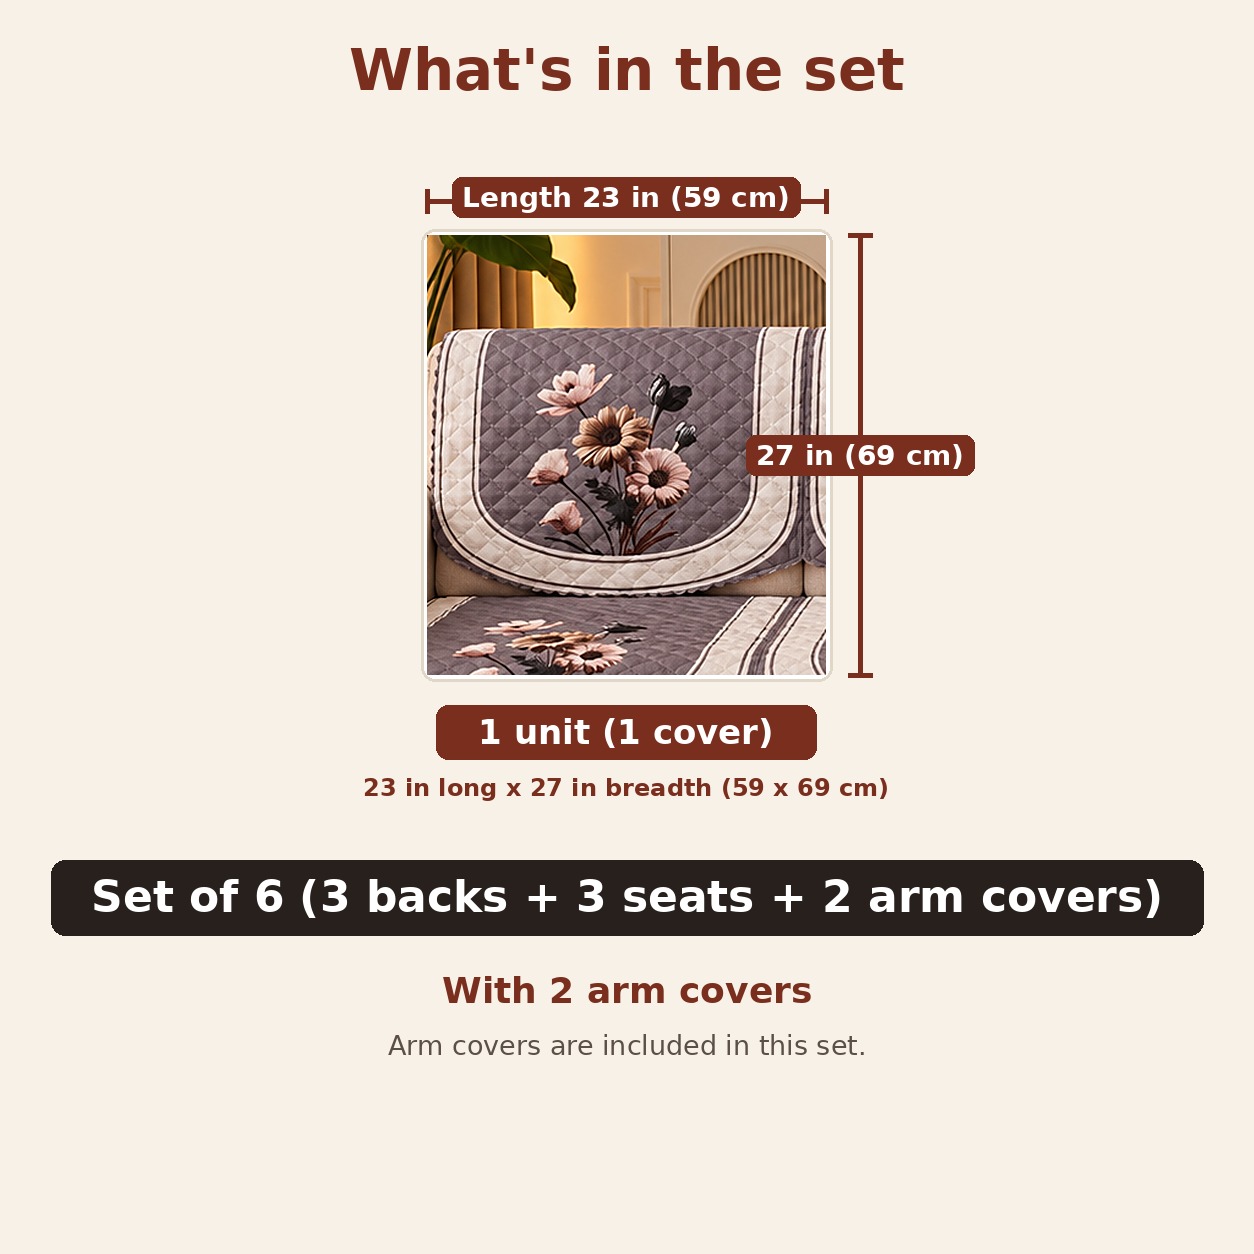 What's in the set
Length 23 in (59 cm)
27 in (69 cm)
1 unit (1 cover)
23 in long x 27 in breadth (59 x 69 cm)
Set of 6 (3 backs + 3 seats + 2 arm covers)
With 2 arm covers
Arm covers are included in this set.